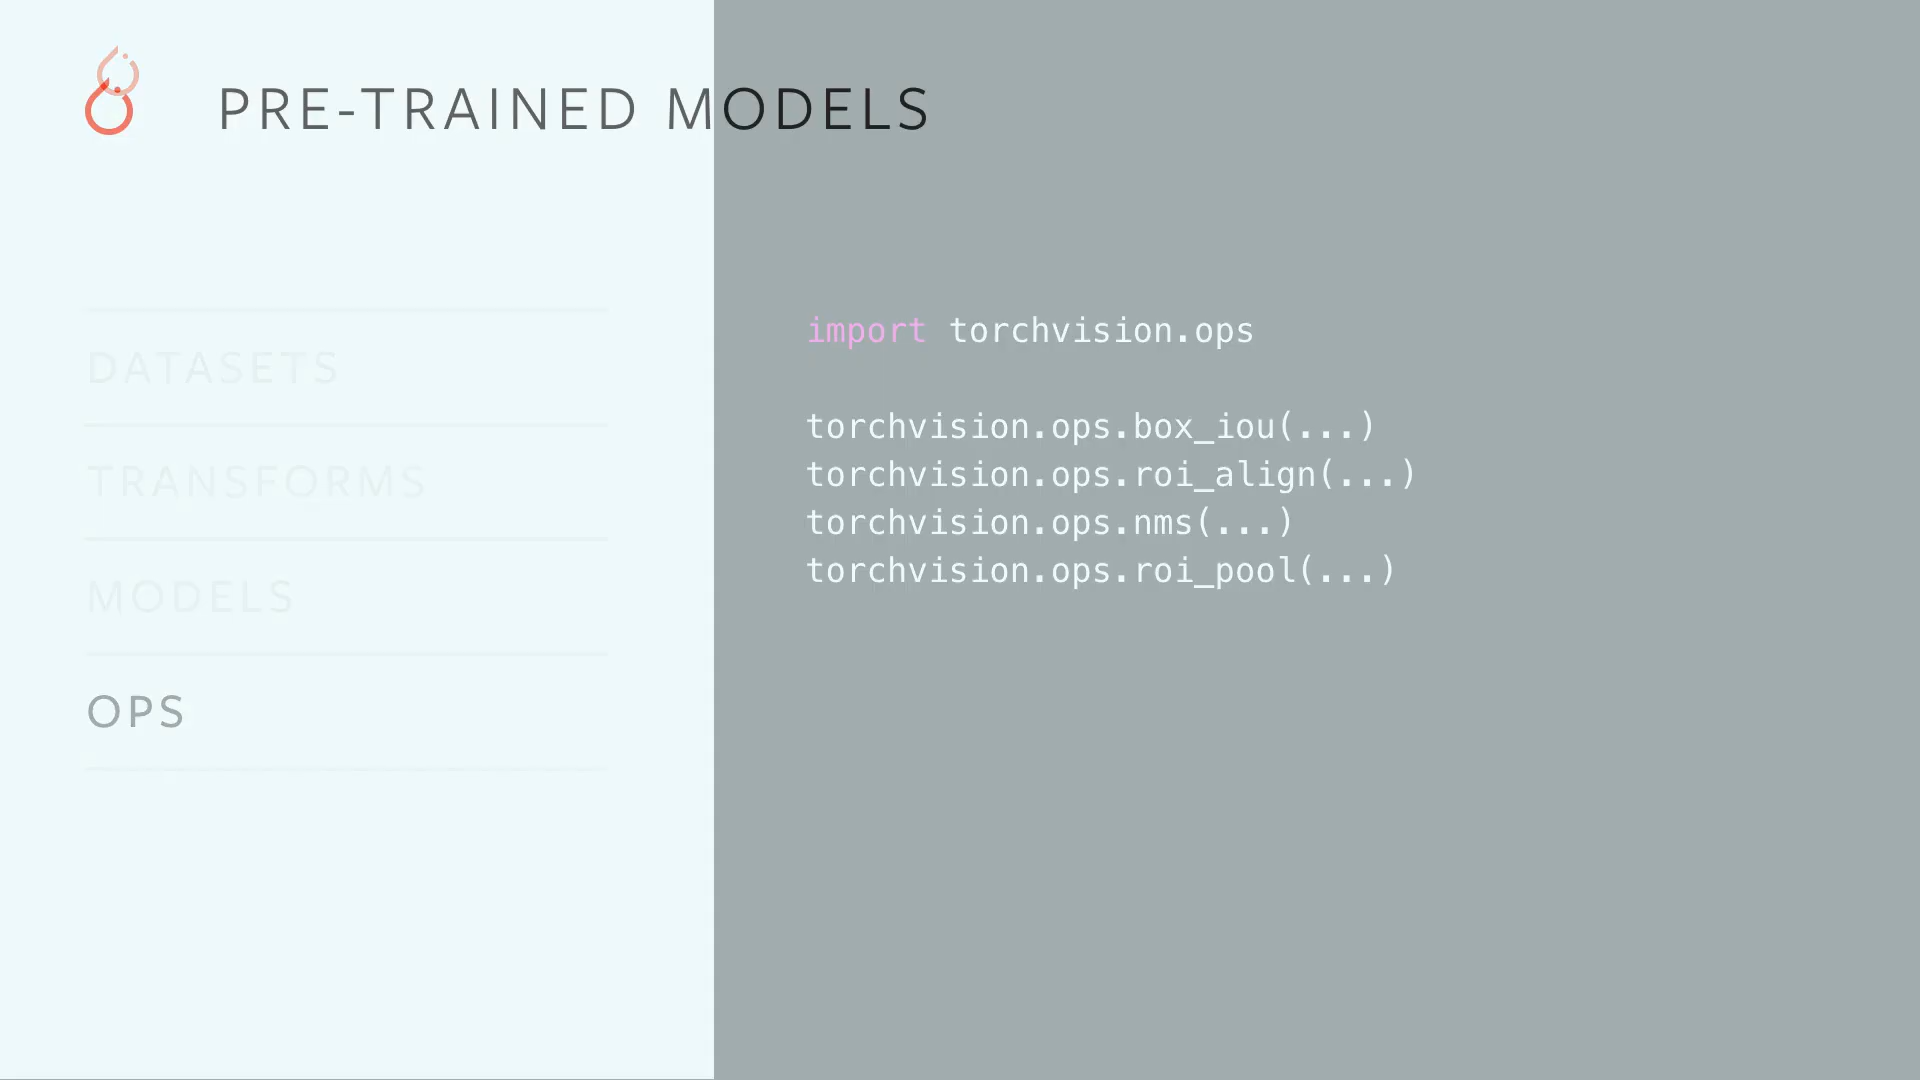 PRE-TRAINED MODELS
DATASETS
TRANSFORMS
MODELS
OPS
import torchvision.ops
torchvision.ops.box_iou(...)
torchvision.ops.roi_align(...)
torchvision.ops.nms(...)
torchvision.ops.roi_pool(...)